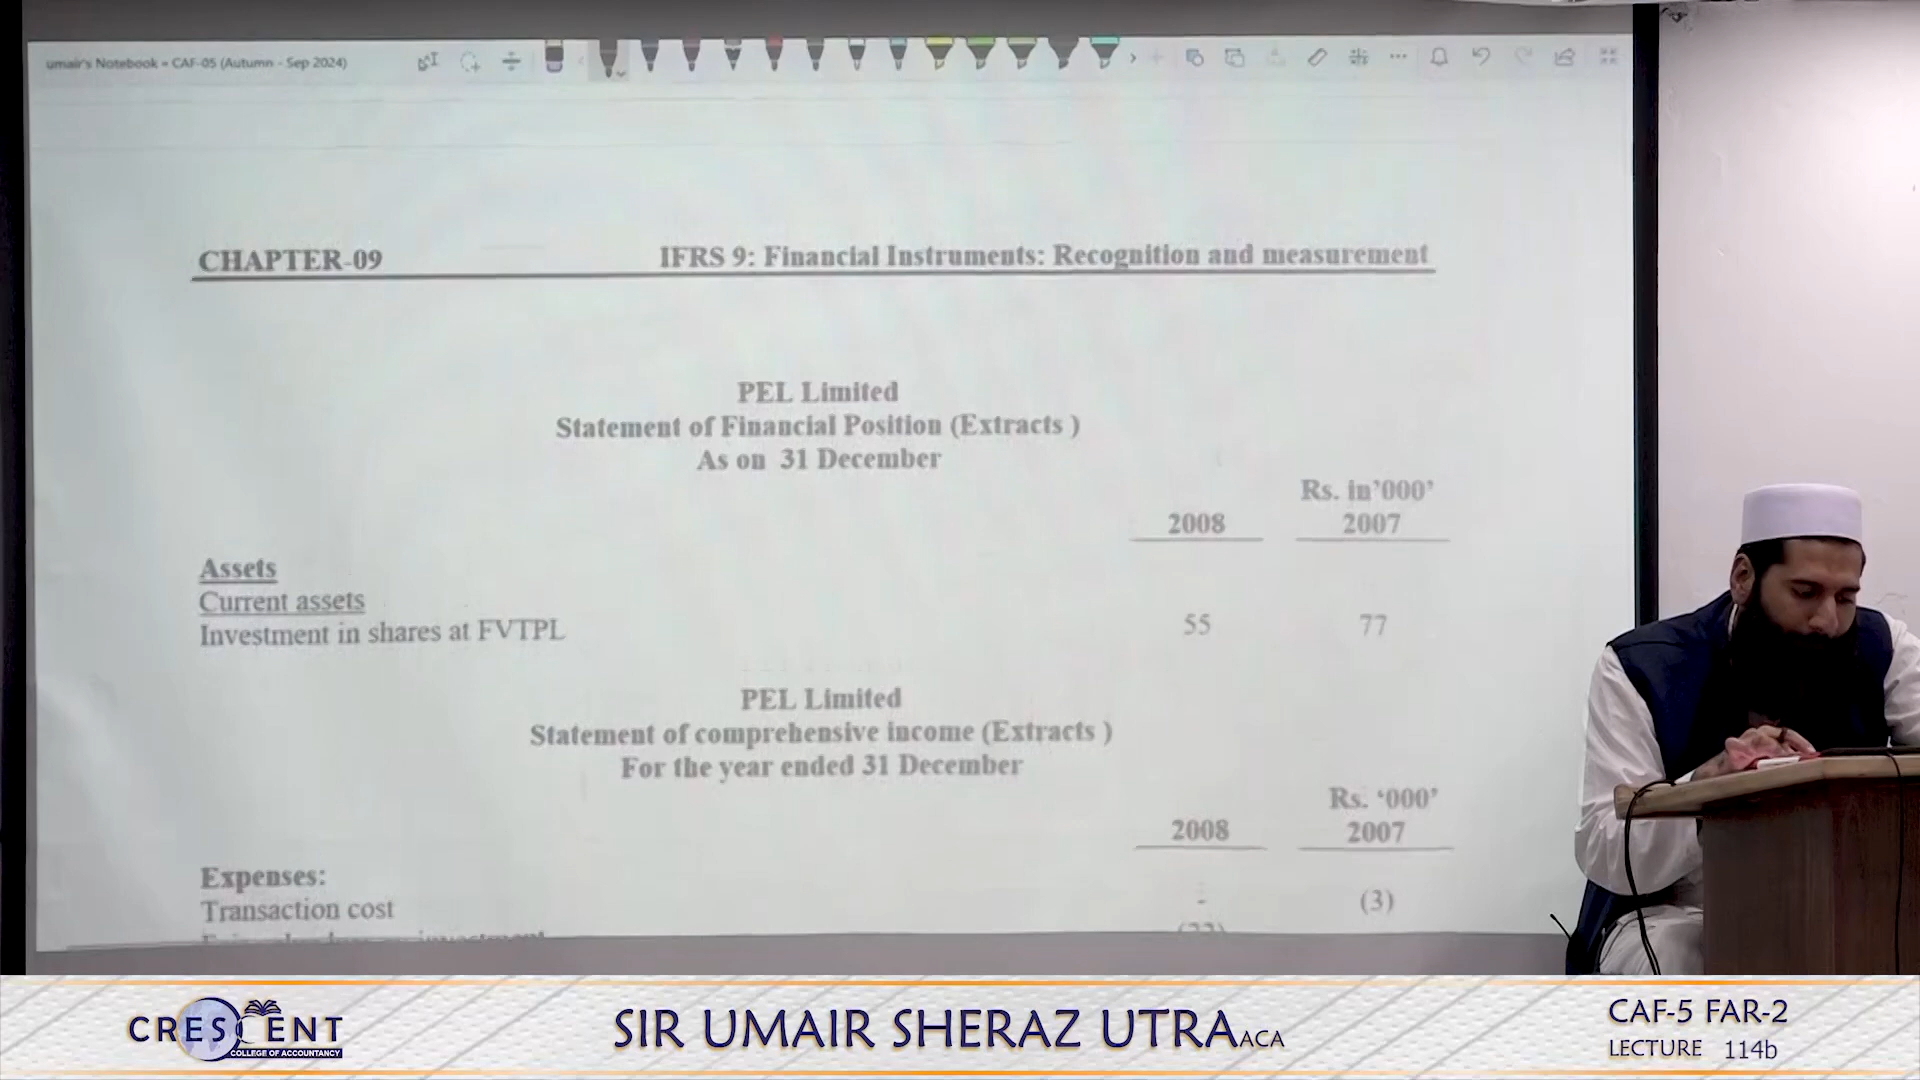 umair's Notebook » CAF-05 (Autumn - Sep 2024)
CHAPTER-09 IFRS 9: Financial Instruments: Recognition and measurement
PEL Limited
Statement of Financial Position (Extracts )
As on 31 December
Rs. in’000’
2008 2007
Assets
Current assets
Investment in shares at FVTPL 55 77
PEL Limited
Statement of comprehensive income (Extracts )
For the year ended 31 December
Rs. ‘000’
2008 2007
Expenses:
Transaction cost - (3)
CRESCENT
COLLEGE OF ACCOUNTANCY
SIR UMAIR SHERAZ UTRA ACA
CAF-5 FAR-2
LECTURE 114b